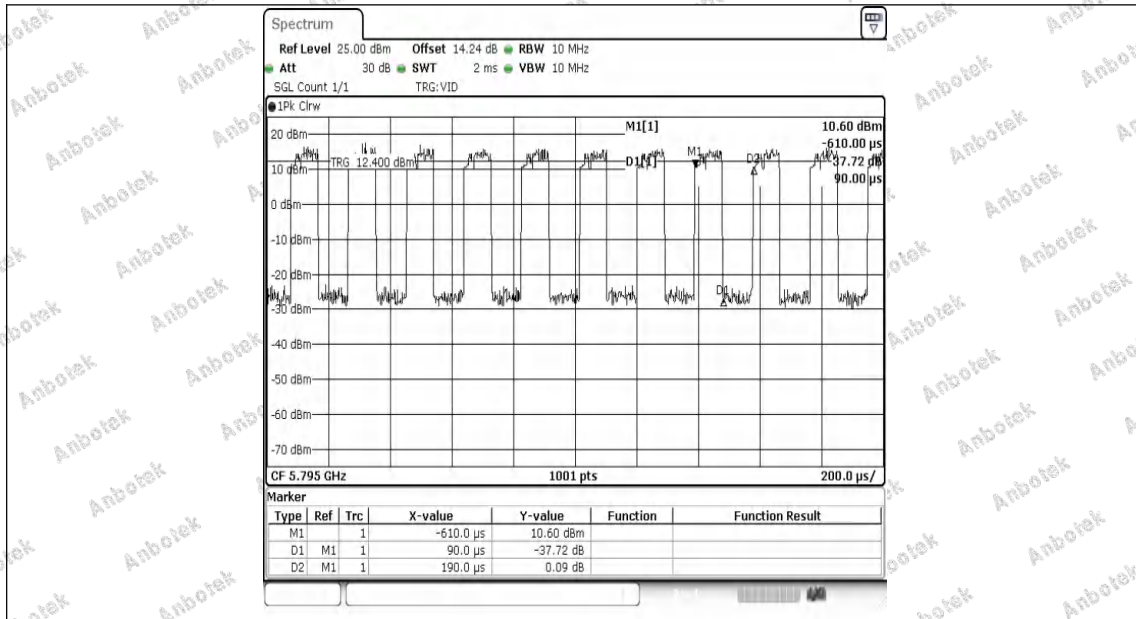 Spectrum
Ref Level 25.00 dBm Offset 14.24 dB RBW 10 MHz
Att 30 dB SWT 2 ms VBW 10 MHz
SGL Count 1/1 TRG:VID
1Pk Clrw
M1[1] 10.60 dBm
-610.00 µs
D1[1] -37.72 dB
90.00 µs
20 dBm
TRG 12.400 dBm
M1
D2
10 dBm
0 dBm
-10 dBm
-20 dBm
D1
-30 dBm
-40 dBm
-50 dBm
-60 dBm
-70 dBm
CF 5.795 GHz 1001 pts 200.0 µs/
Marker
Type Ref Trc X-value Y-value Function Function Result
M1 1 -610.0 µs 10.60 dBm
D1 M1 1 90.0 µs -37.72 dB
D2 M1 1 190.0 µs 0.09 dB
Anbotek